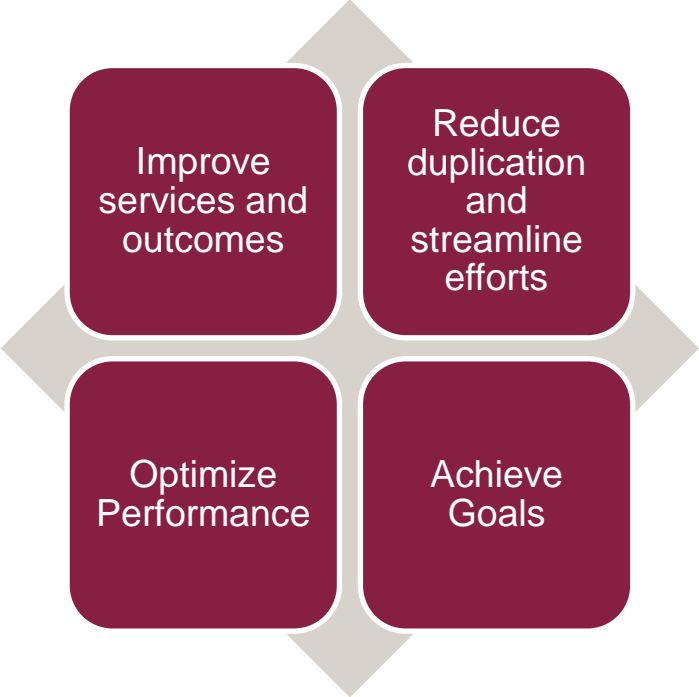 Improve
services and
outcomes
Reduce
duplication
and
streamline
efforts
Optimize
Performance
Achieve
Goals